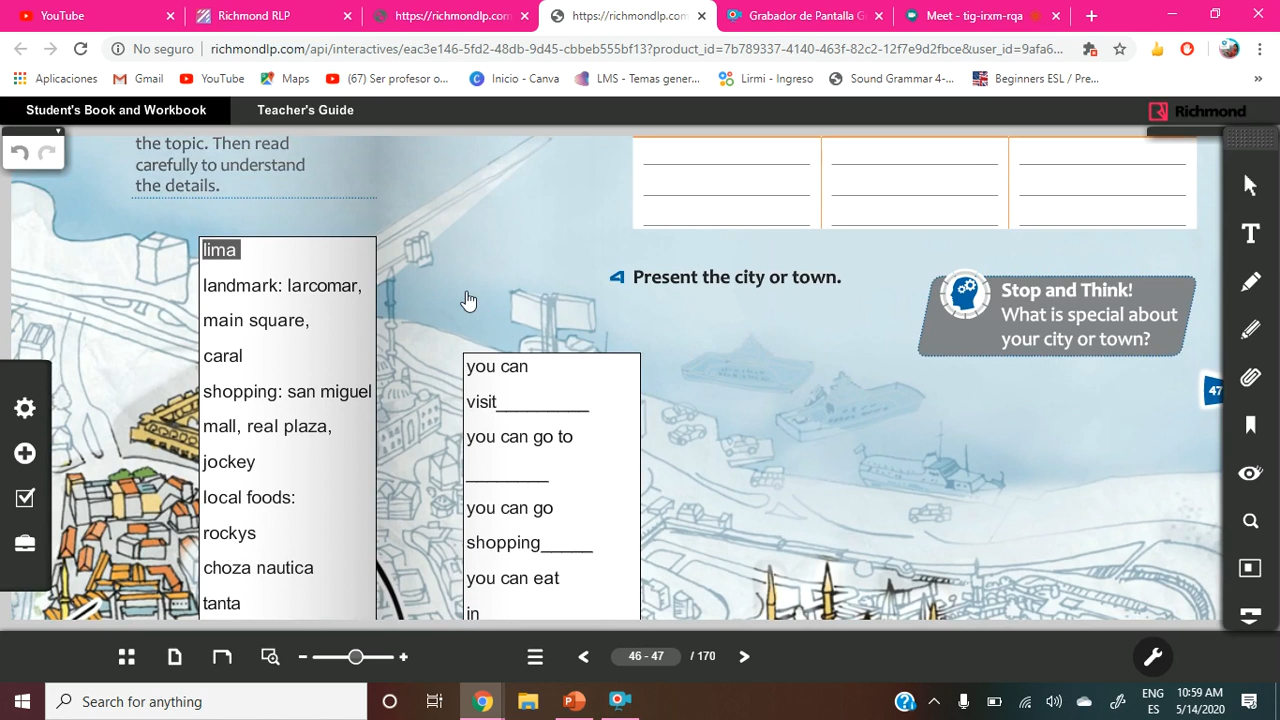 YouTube
Richmond RLP
https://richmondlp.com/
https://richmondlp.com/
Grabador de Pantalla G
Meet - tig-irxm-rqa
No seguro
richmondlp.com/api/interactives/eac3e146-5fd2-48db-9d45-cbbeb555bf13?product_id=7b789337-4140-463f-82c2-12f7e9d2fbce&user_id=9afa6...
Aplicaciones
Gmail
YouTube
Maps
(67) Ser profesor o...
Inicio - Canva
LMS - Temas gener...
Lirmi - Ingreso
Sound Grammar 4-...
Beginners ESL / Pre...
»
Student's Book and Workbook
Teacher's Guide
Richmond
the topic. Then read
carefully to understand
the details.
lima
landmark: larcomar,
main square,
caral
shopping: san miguel
mall, real plaza,
jockey
local foods:
rockys
choza nautica
tanta
4 Present the city or town.
Stop and Think!
What is special about
your city or town?
47
you can
visit_________
you can go to
________
you can go
shopping_____
you can eat
in
46 - 47 / 170
Search for anything
ENG
ES
10:59 AM
5/14/2020